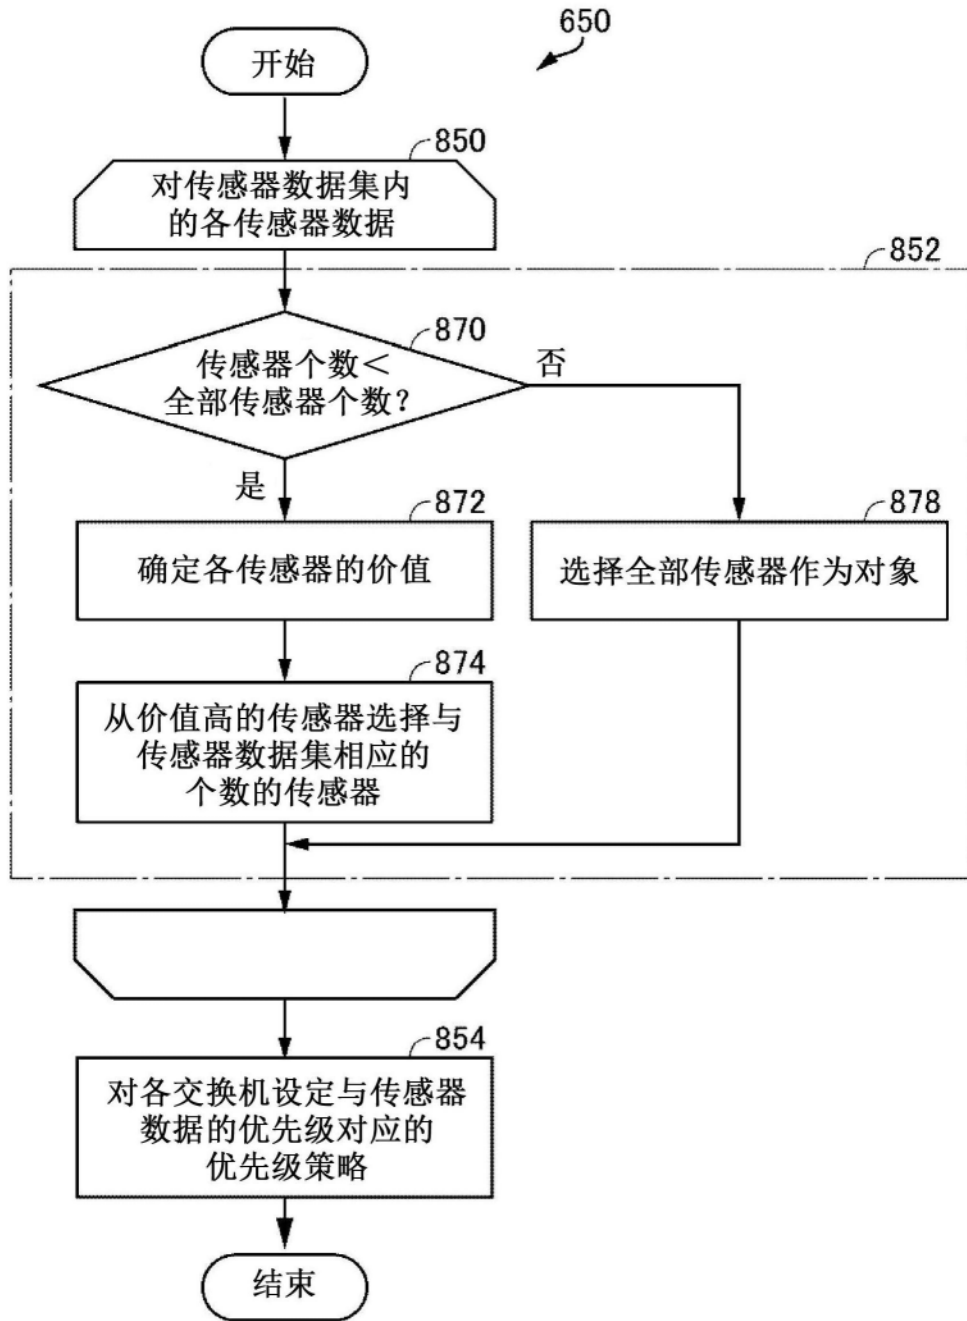 650
开始
850
对传感器数据集内
的各传感器数据
852
870
传感器个数<
全部传感器个数?
否
是
872
确定各传感器的价值
878
选择全部传感器作为对象
874
从价值高的传感器选择与
传感器数据集相应的
个数的传感器
854
对各交换机设定与传感器
数据的优先级对应的
优先级策略
结束